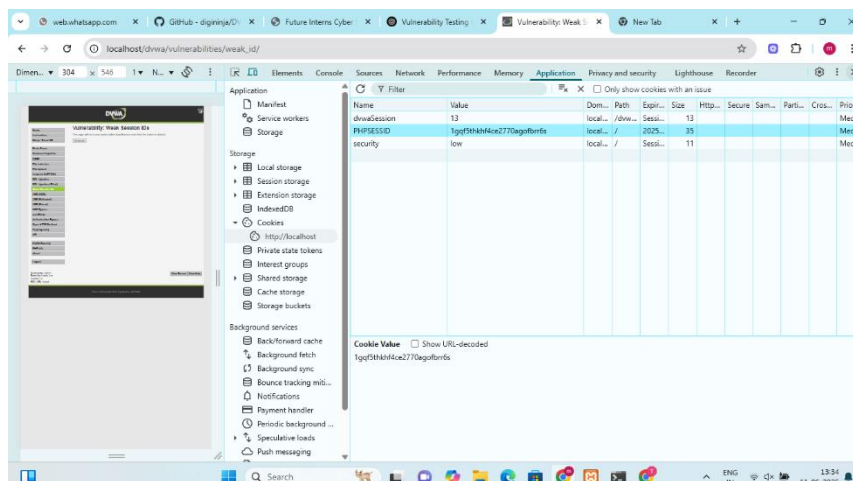 web.whatsapp.com
GitHub - digininja/D
Future Interns Cyber
Vulnerability Testing
Vulnerability: Weak S
New Tab
localhost/dvwa/vulnerabilities/weak_id/
Dimen... 304 x 546 1 N...
Elements Console Sources Network Performance Memory Application Privacy and security Lighthouse Recorder
DVWA
Vulnerability: Weak Session IDs
Application
Manifest
Service workers
Storage
Storage
Local storage
Session storage
Extension storage
IndexedDB
Cookies
http://localhost
Private state tokens
Interest groups
Shared storage
Cache storage
Storage buckets
Background services
Back/forward cache
Background fetch
Background sync
Bounce tracking miti...
Notifications
Payment handler
Periodic background ...
Speculative loads
Push messaging
Filter Only show cookies with an issue
Name Value Dom... Path Expir... Size Http... Secure Sam... Parti... Cros... Prio
dvwaSession 13 local... /dvw... Sessi... 13 Mec
PHPSESSID 1gqf5thkhf4ce2770agofbrr6s local... / 2025... 35 Mec
security low local... / Sessi... 11 Mec
Cookie Value Show URL-decoded
1gqf5thkhf4ce2770agofbrr6s
Search
ENG
13:34